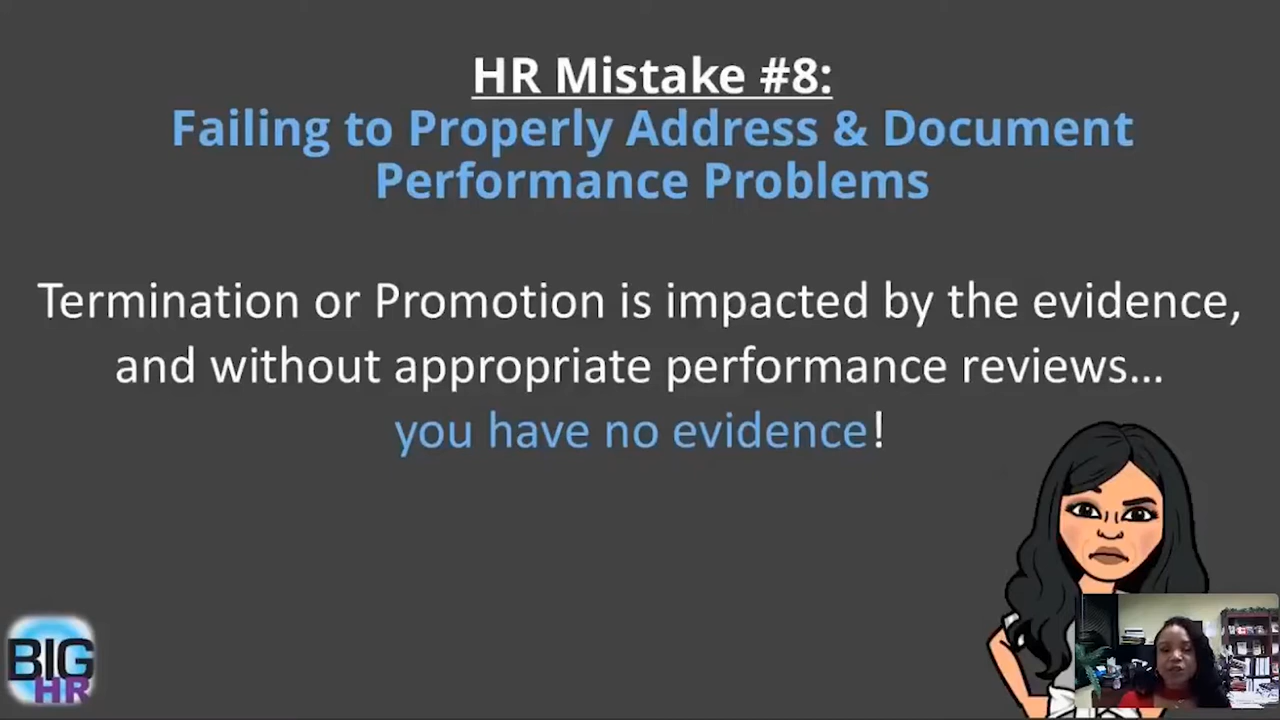 HR Mistake #8:
Failing to Properly Address & Document
Performance Problems
Termination or Promotion is impacted by the evidence,
and without appropriate performance reviews...
you have no evidence!
BIG
HR